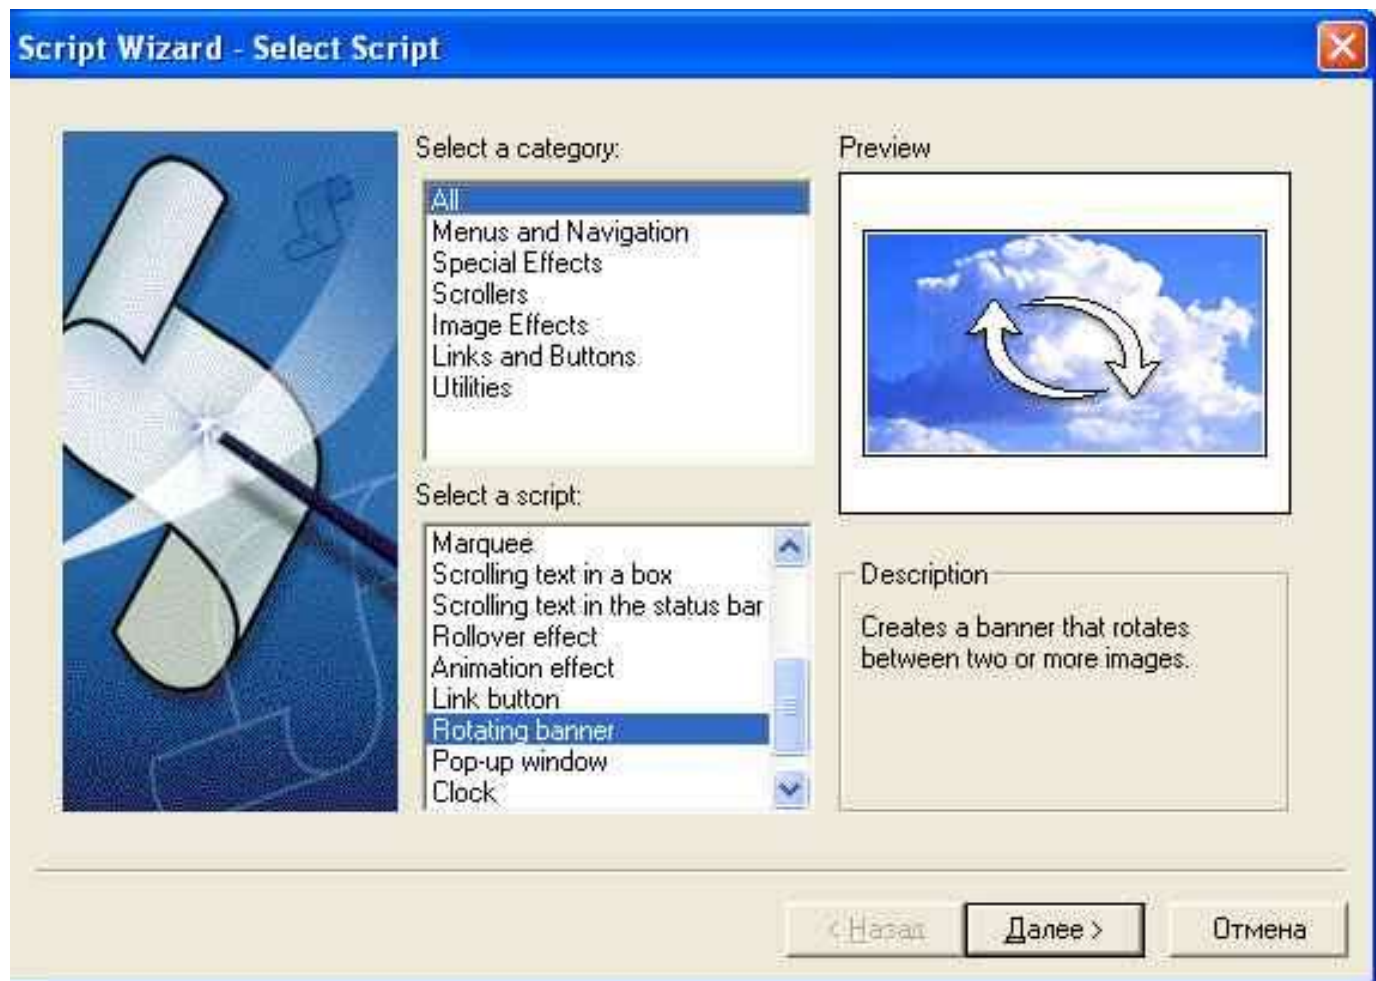 Script Wizard - Select Script
Select a category:
All
Menus and Navigation
Special Effects
Scrollers
Image Effects
Links and Buttons
Utilities
Select a script:
Marquee
Scrolling text in a box
Scrolling text in the status bar
Rollover effect
Animation effect
Link button
Rotating banner
Pop-up window
Clock
Preview
Description
Creates a banner that rotates
between two or more images.
< Назад
Далее >
Отмена